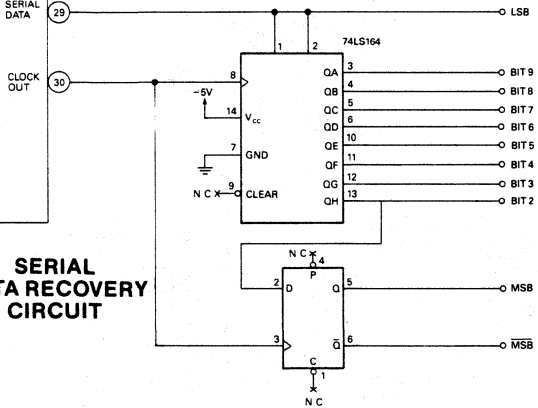 SERIAL
DATA
29
LSB
1
2
74LS164
CLOCK
OUT
30
8
QA
3
BIT 9
-5V
QB
4
BIT 8
QC
5
BIT 7
14
VCC
QD
6
BIT 6
QE
10
BIT 5
7
GND
QF
11
BIT 4
QG
12
BIT 3
N C
9
CLEAR
QH
13
BIT 2
SERIAL
TA RECOVERY
CIRCUIT
N C
4
P
2
D
Q
5
MSB
3
Q̅
6
M̅S̅B̅
C
1
N C